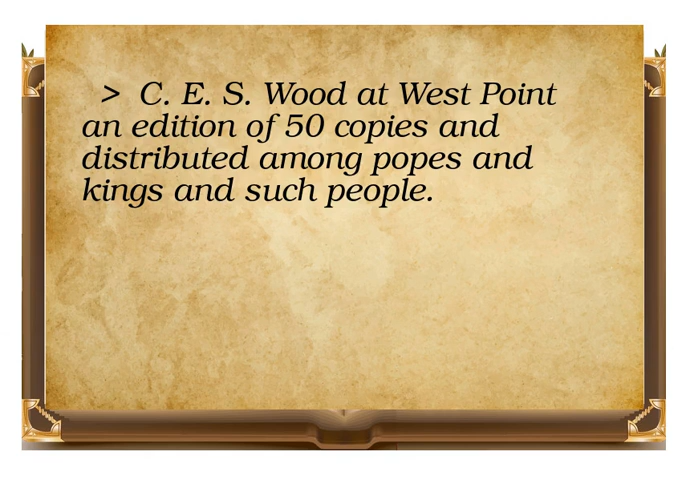 > C. E. S. Wood at West Point
an edition of 50 copies and
distributed among popes and
kings and such people.